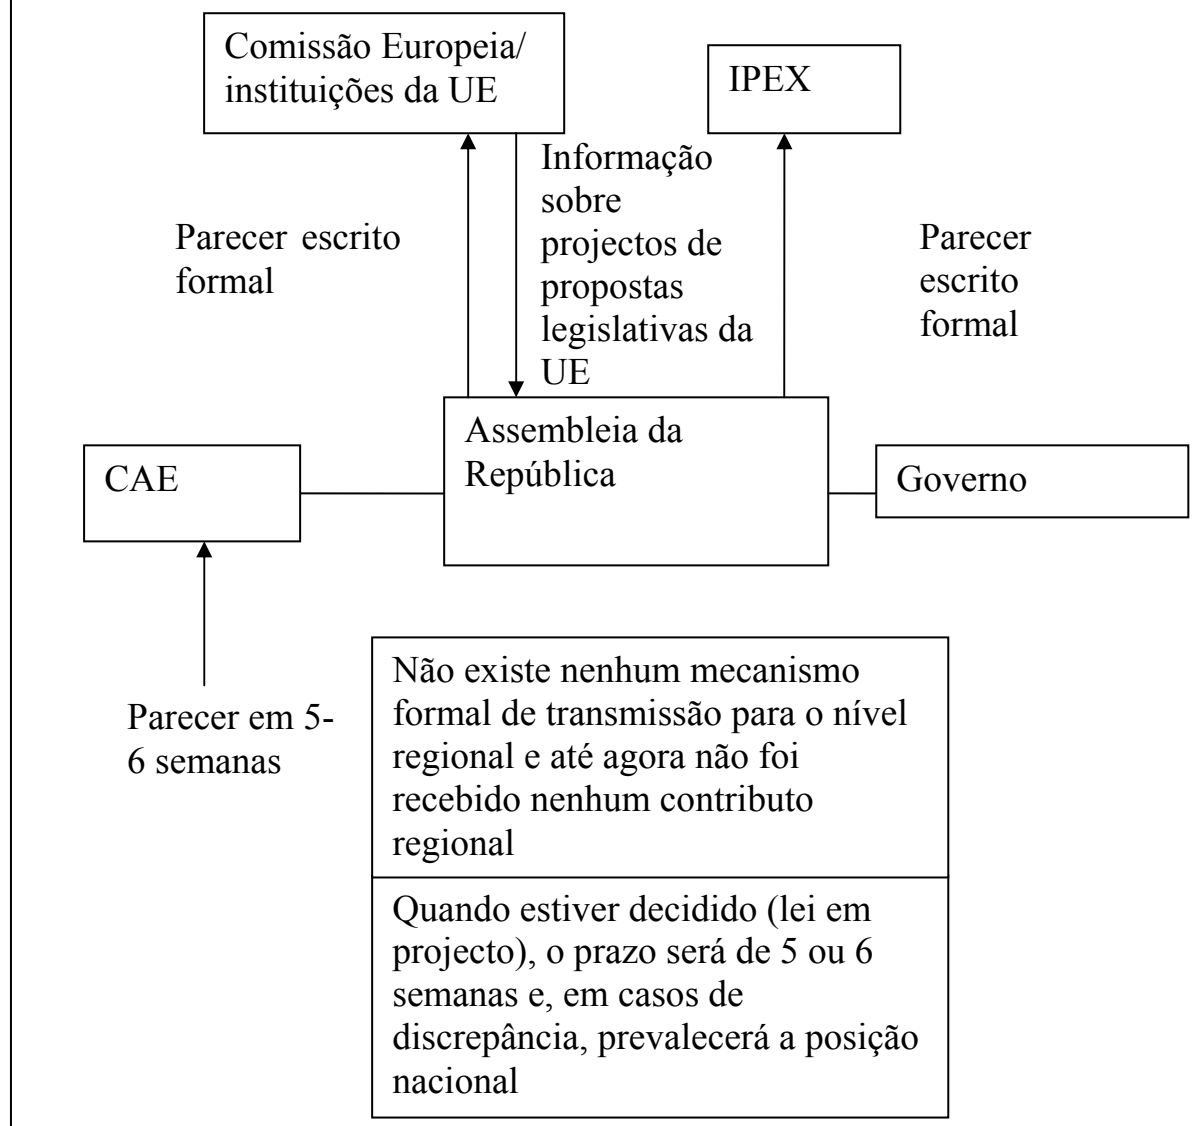 Comissão Europeia/
instituições da UE
IPEX
Informação
sobre
projectos de
propostas
legislativas da
UE
Parecer escrito
formal
Parecer
escrito
formal
Assembleia da
República
CAE
Governo
Parecer em 5-
6 semanas
Não existe nenhum mecanismo
formal de transmissão para o nível
regional e até agora não foi
recebido nenhum contributo
regional
Quando estiver decidido (lei em
projecto), o prazo será de 5 ou 6
semanas e, em casos de
discrepância, prevalecerá a posição
nacional